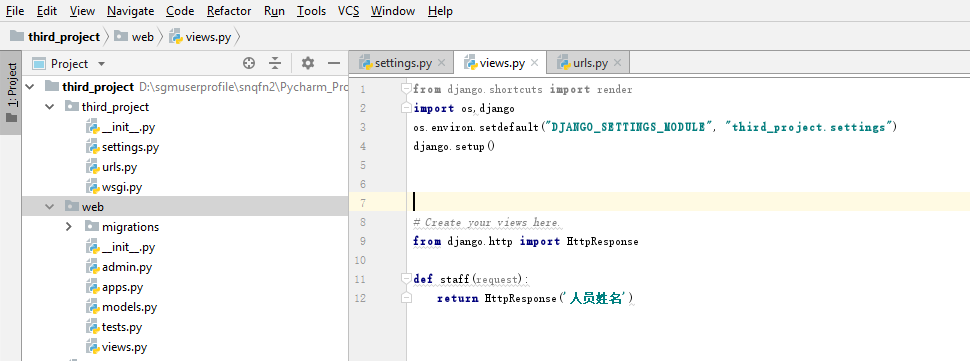 File Edit View Navigate Code Refactor Run Tools VCS Window Help
third_project web views.py
1: Project
Project
settings.py views.py urls.py
third_project D:\sgmuserprofile\snqfn2\Pycharm_Pro
third_project
__init__.py
settings.py
urls.py
wsgi.py
web
migrations
__init__.py
admin.py
apps.py
models.py
tests.py
views.py
1 from django.shortcuts import render
2 import os,django
3 os.environ.setdefault("DJANGO_SETTINGS_MODULE", "third_project.settings")
4 django.setup()
5
6
7
8 # Create your views here.
9 from django.http import HttpResponse
10
11 def staff(request):
12 return HttpResponse('人员姓名')